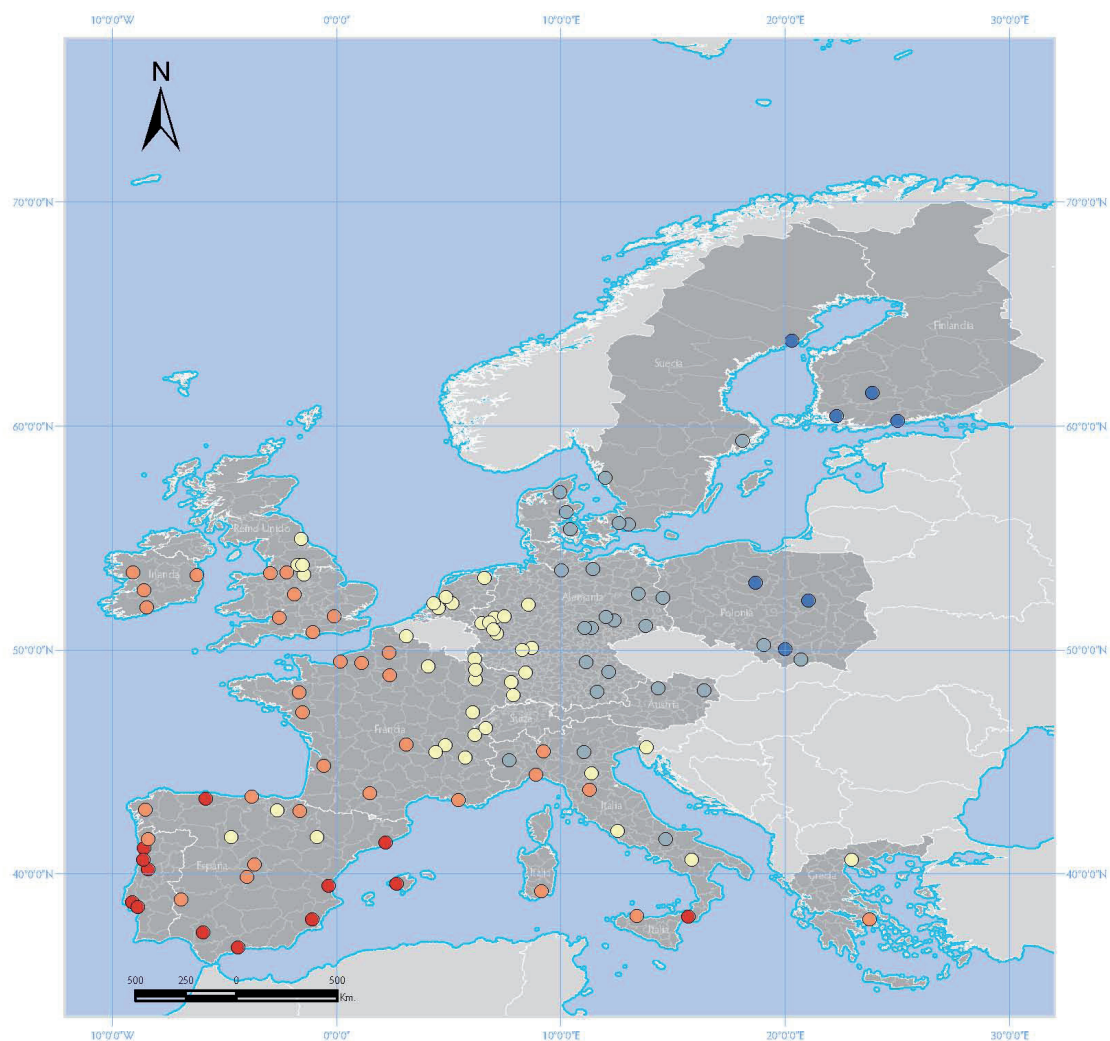 10°0'0"W 0°0'0" 10°0'0"E 20°0'0"E 30°0'0"E
N
70°0'0"N 70°0'0"N
Finlandia
Suecia
60°0'0"N 60°0'0"N
Reino Unido
Irlanda
Alemania
Polonia
50°0'0"N 50°0'0"N
Austria
Francia
Suiza
Italia
España
Italia
Grecia
40°0'0"N 40°0'0"N
Italia
500 250 0 500
Km.
10°0'0"W 0°0'0" 10°0'0"E 20°0'0"E 30°0'0"E